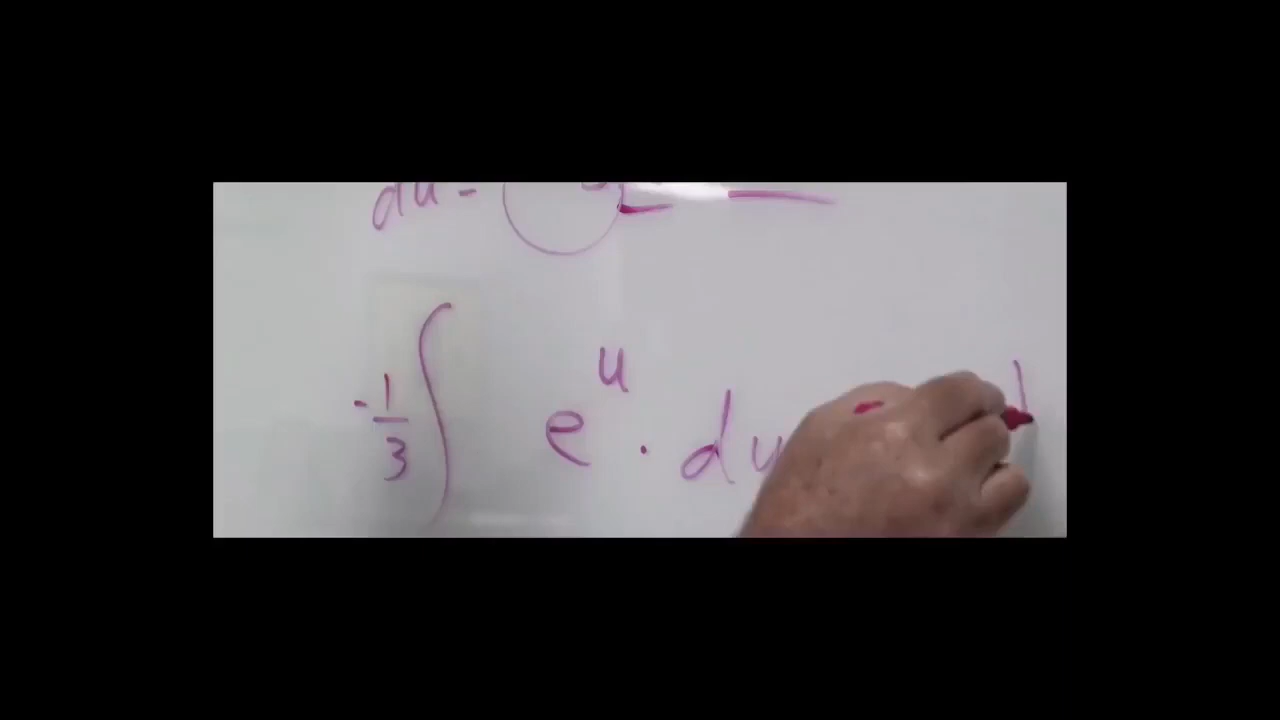 du -
-1/3 ∫ e^u · du